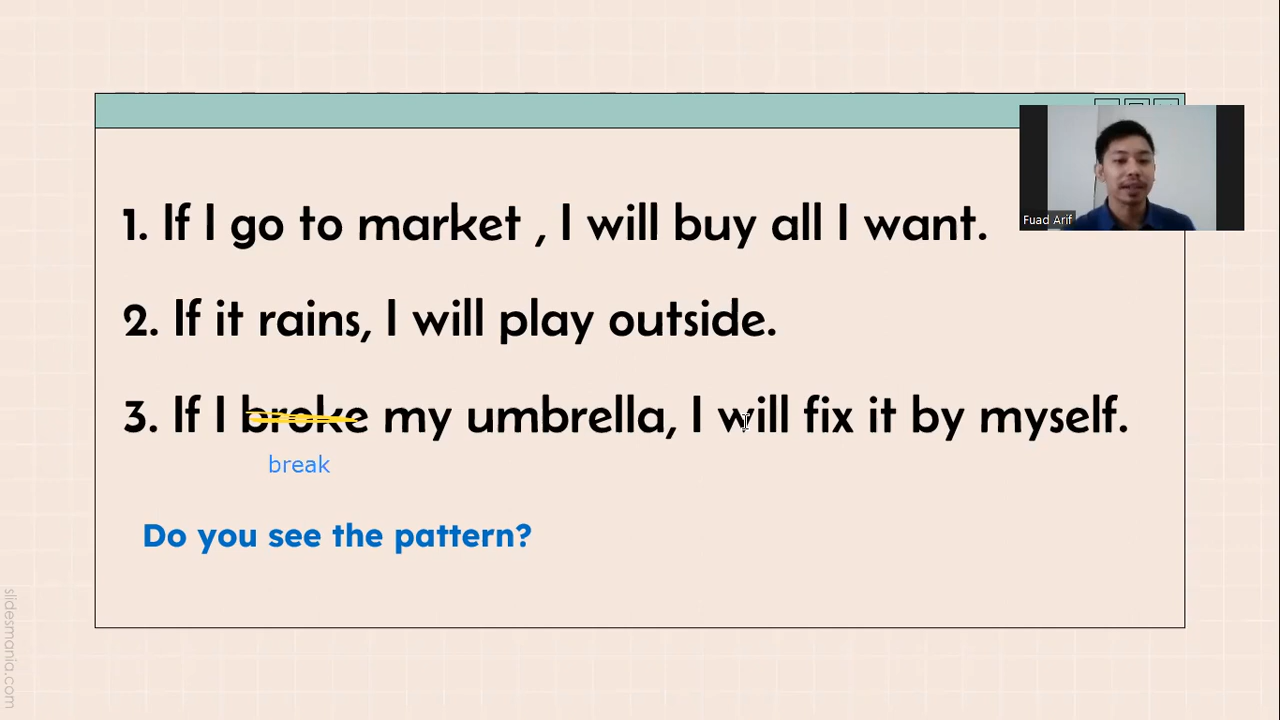 1. If I go to market , I will buy all I want.
Fuad Arif
2. If it rains, I will play outside.
3. If I broke my umbrella, I will fix it by myself.
break
Do you see the pattern?
slidesmania.com